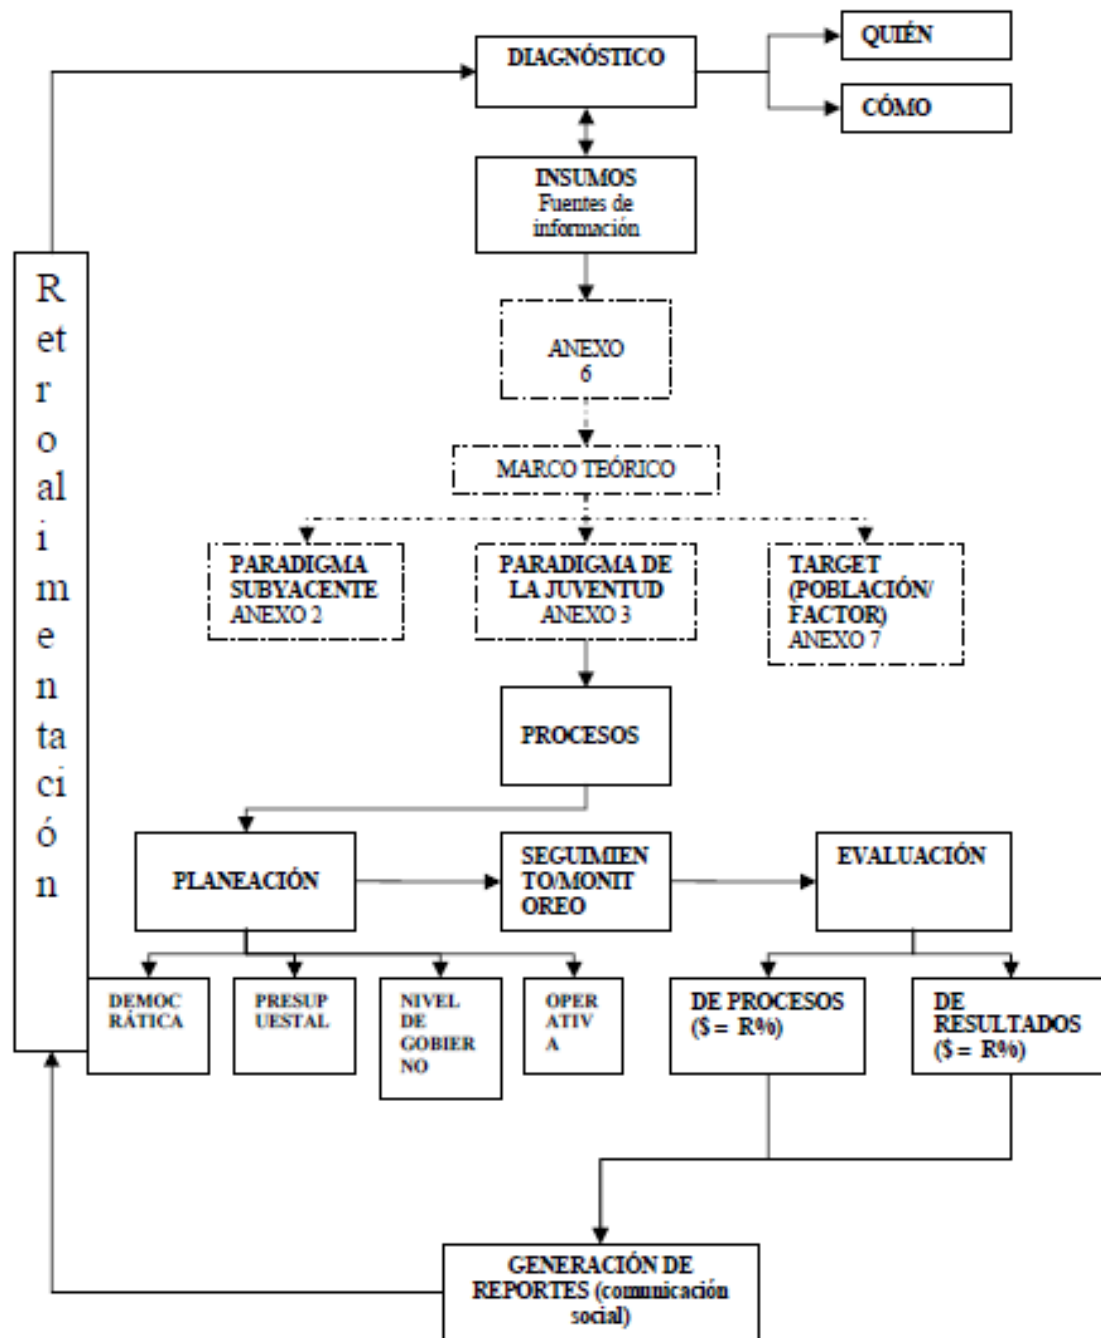 DIAGNÓSTICO
QUIÉN
CÓMO
INSUMOS
Fuentes de
información
R
et
r
o
al
i
m
e
n
ta
ci
ó
n
ANEXO
6
MARCO TEÓRICO
PARADIGMA
SUBYACENTE
ANEXO 2
PARADIGMA DE
LA JUVENTUD
ANEXO 3
TARGET
(POBLACIÓN/
FACTOR)
ANEXO 7
PROCESOS
PLANEACIÓN
SEGUIMIEN
TO/MONIT
OREO
EVALUACIÓN
DEMOC
RÁTICA
PRESUP
UESTAL
NIVEL
DE
GOBIER
NO
OPER
ATIV
A
DE PROCESOS
($ = R%)
DE
RESULTADOS
($ = R%)
GENERACIÓN DE
REPORTES (comunicación
social)